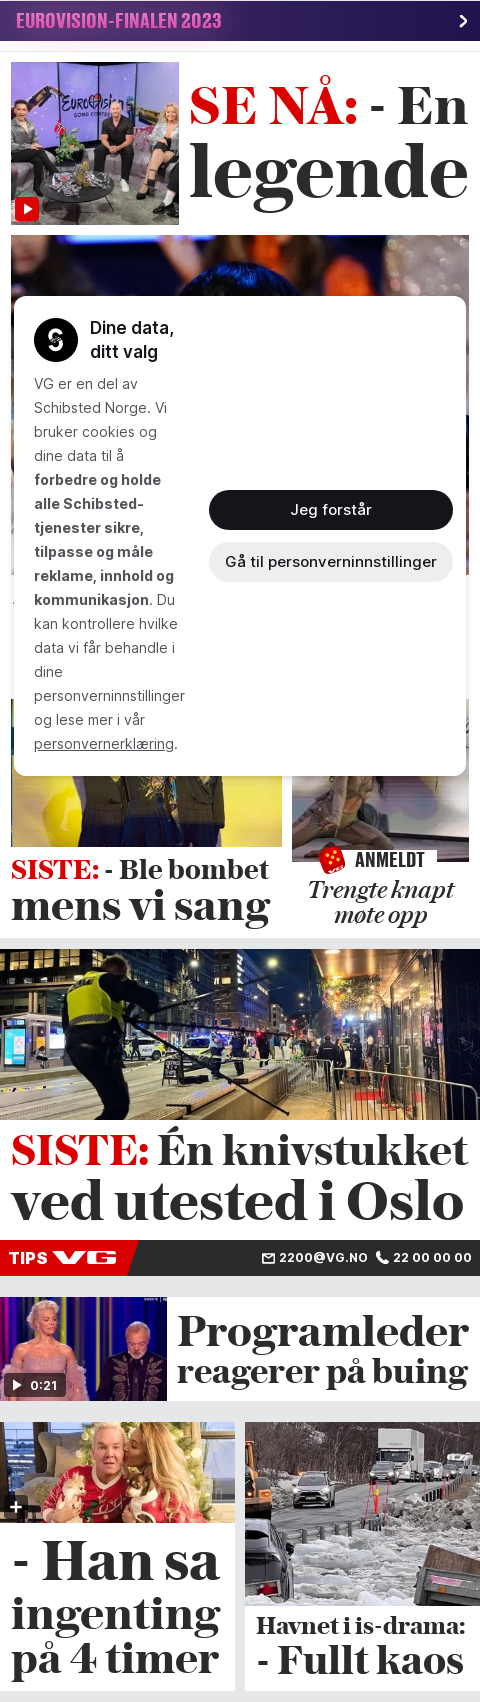 EUROVISION-FINALEN 2023
EUROVISION
SONG CONTEST
SE NÅ: - En
legende
Dine data,
ditt valg
VG er en del av
Schibsted Norge. Vi
bruker cookies og
dine data til å
forbedre og holde
alle Schibsted-
tjenester sikre,
tilpasse og måle
reklame, innhold og
kommunikasjon. Du
kan kontrollere hvilke
data vi får behandle i
dine
personverninnstillinger
og lese mer i vår
personvernerklæring.
Jeg forstår
Gå til personverninnstillinger
SISTE: - Ble bombet
mens vi sang
ANMELDT
Trengte knapt
møte opp
SISTE: Én knivstukket
ved utested i Oslo
TIPS VG
2200@VG.NO
22 00 00 00
0:21
Programleder
reagerer på buing
- Han sa
ingenting
på 4 timer
Havnet i is-drama:
- Fullt kaos